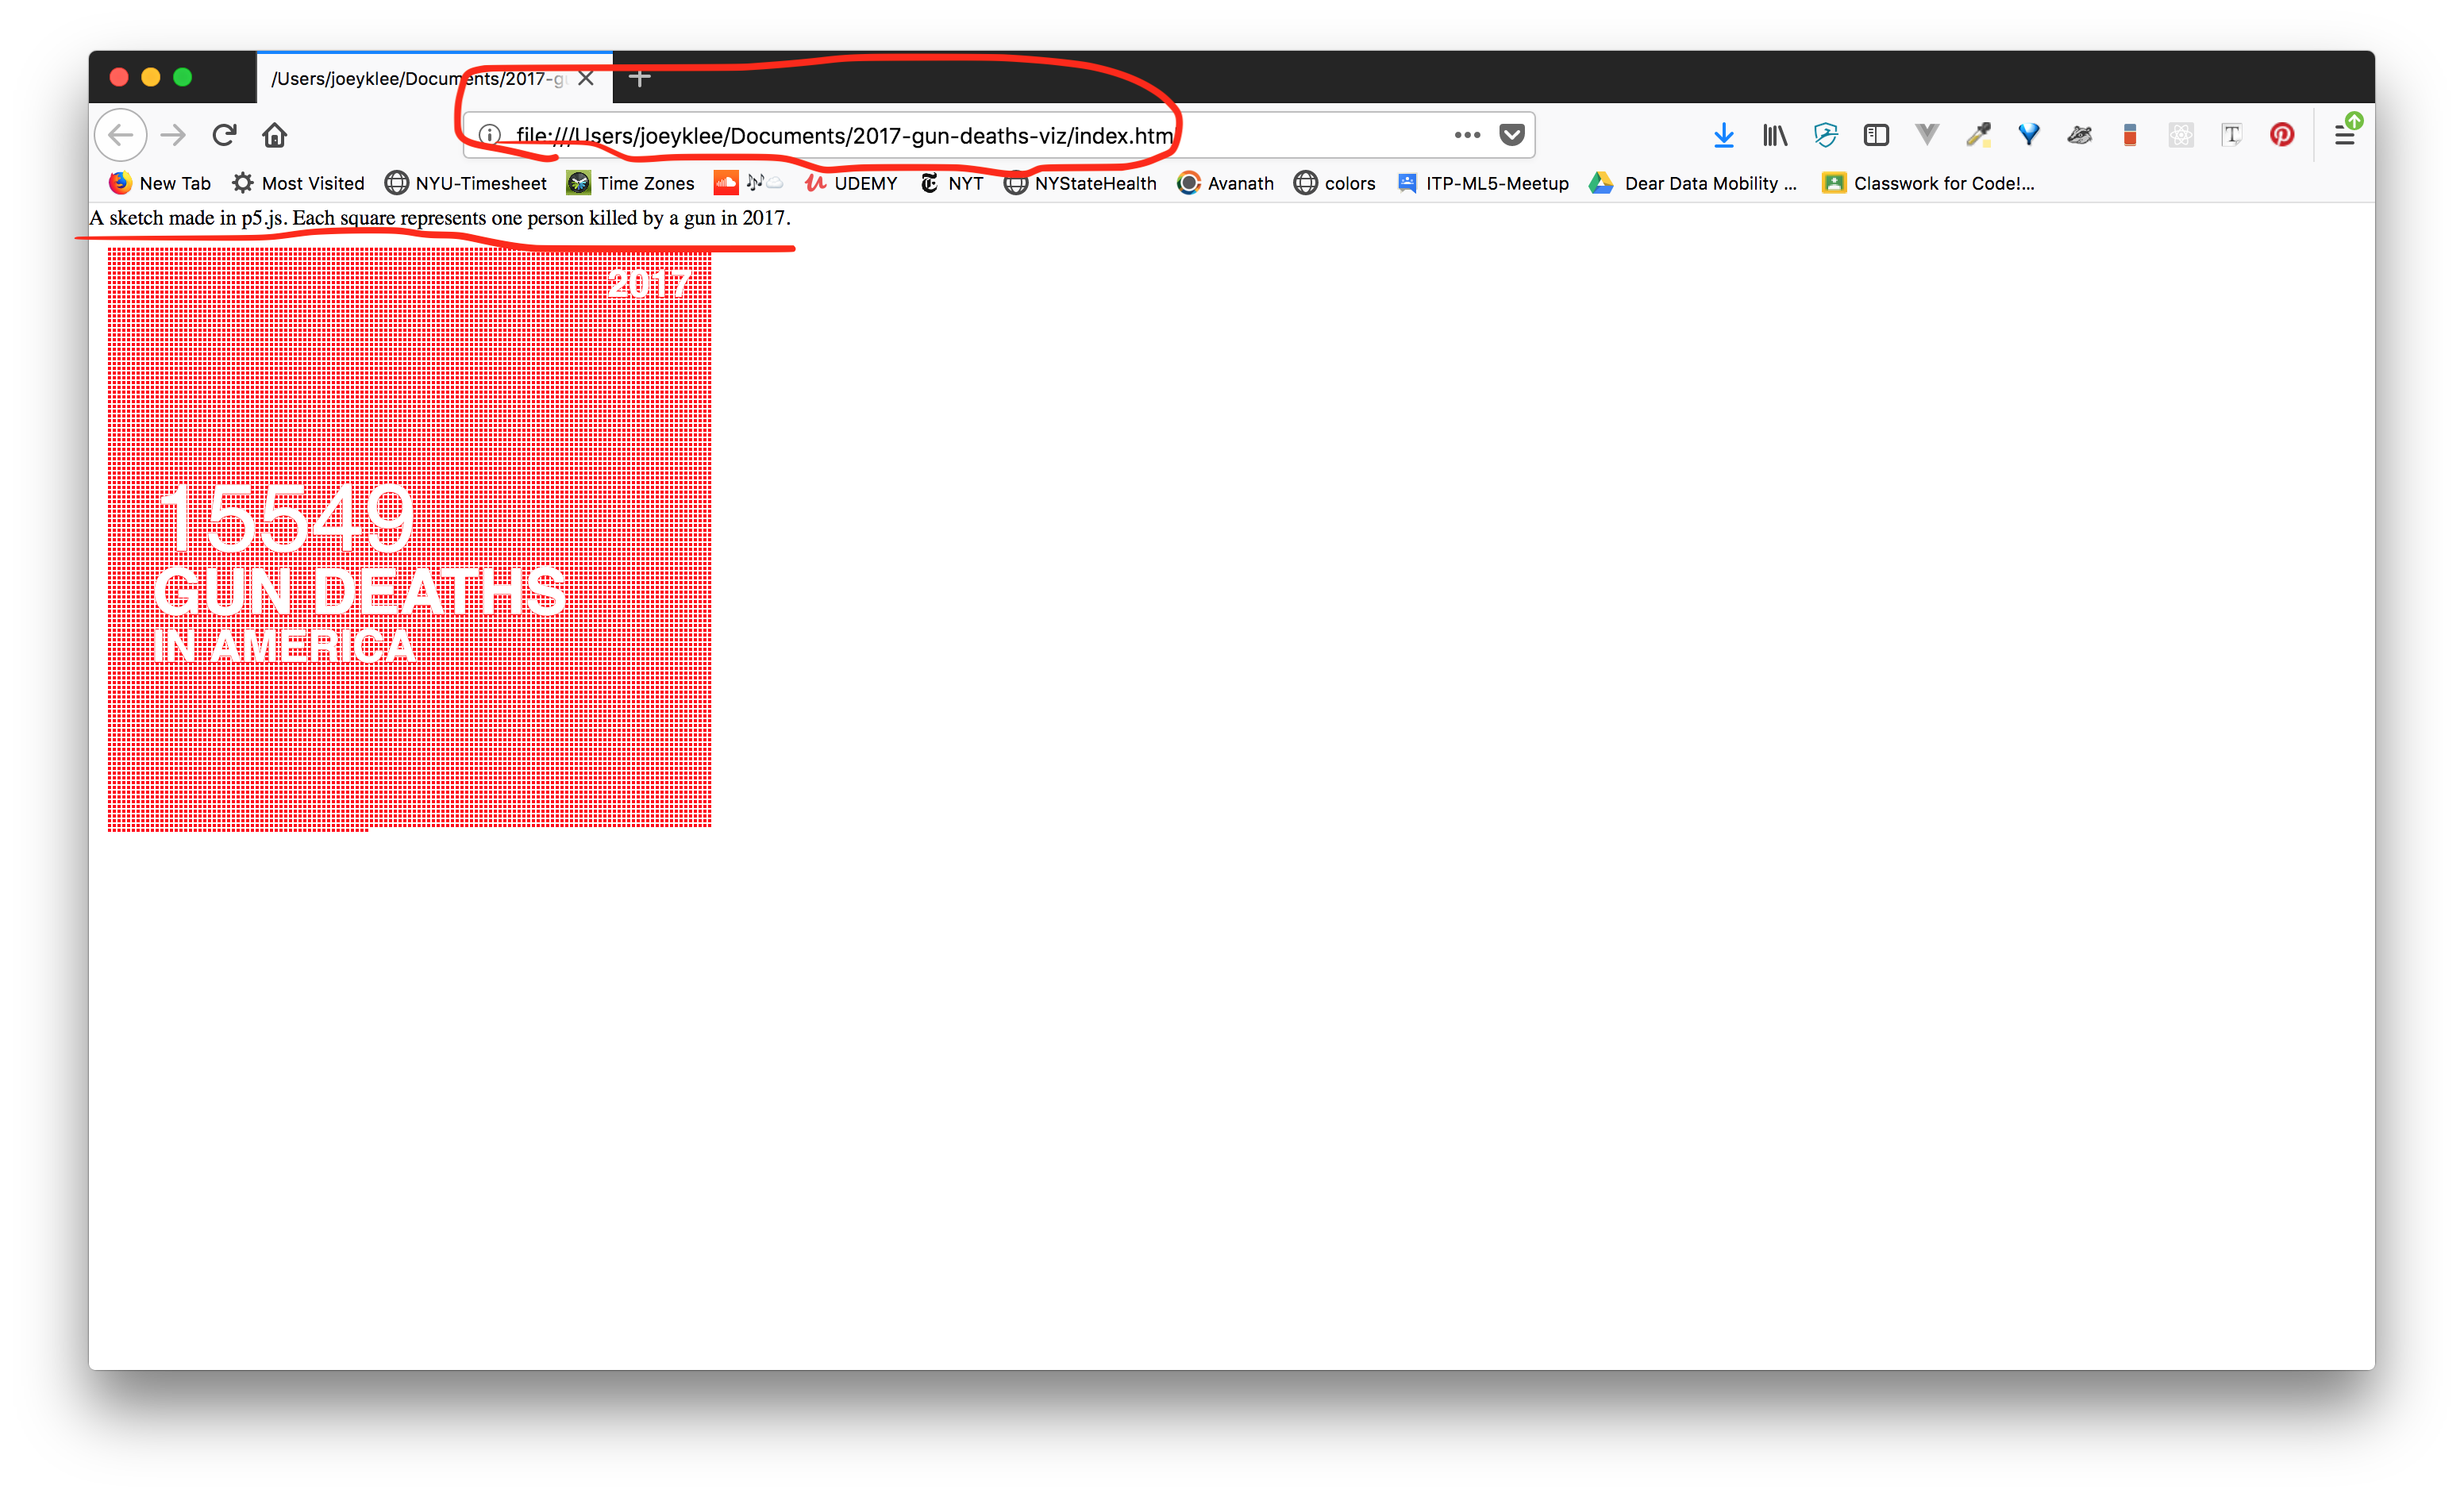 /Users/joeyklee/Documents/2017-g
file:///Users/joeyklee/Documents/2017-gun-deaths-viz/index.htm
New Tab Most Visited NYU-Timesheet Time Zones UDEMY NYT NYStateHealth Avanath colors ITP-ML5-Meetup Dear Data Mobility ... Classwork for Code!...
A sketch made in p5.js. Each square represents one person killed by a gun in 2017.
2017
15549
GUN DEATHS
IN AMERICA